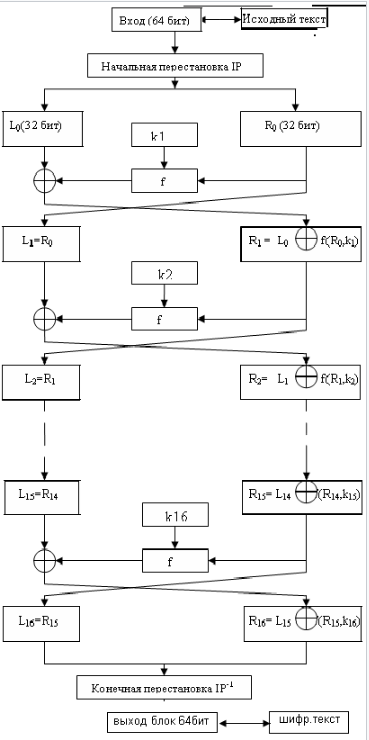 Вход (64 бит)
Исходный текст
Начальная перестановка IP
L₀(32 бит)
k1
R₀ (32 бит)
f
L₁=R₀
R₁ = L₀ ⊕ f(R₀,k₁)
k2
f
L₂=R₁
R₂= L₁ ⊕ f(R₁,k₂)
L₁₅=R₁₄
R₁₅= L₁₄ ⊕ (R₁₄,k₁₅)
k16
f
L₁₆=R₁₅
R₁₆= L₁₅ ⊕ (R₁₅,k₁₆)
Конечная перестановка IP⁻¹
выход блок 64бит
шифр.текст